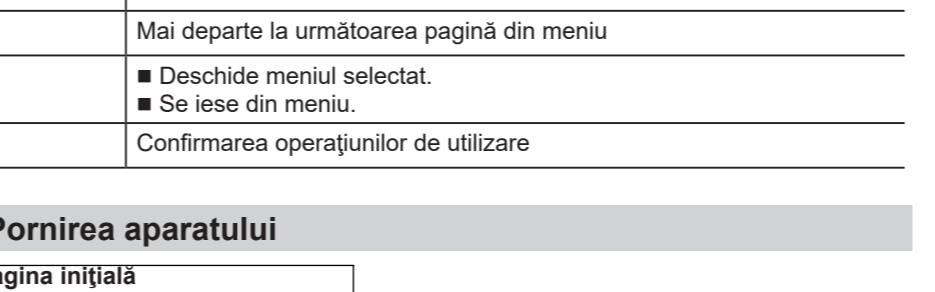 Mai departe la următoarea pagină din meniu
■ Deschide meniul selectat.
■ Se iese din meniu.
Confirmarea operaţiunilor de utilizare
Pornirea aparatului
agina iniţială